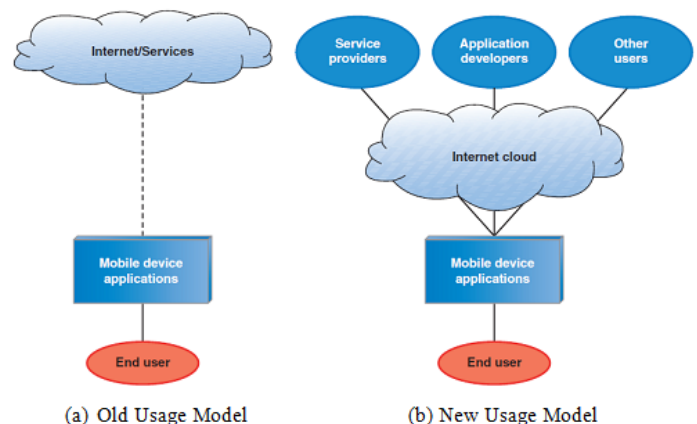 Internet/Services
Mobile device
applications
End user
(a) Old Usage Model
Service
providers
Application
developers
Other
users
Internet cloud
Mobile device
applications
End user
(b) New Usage Model